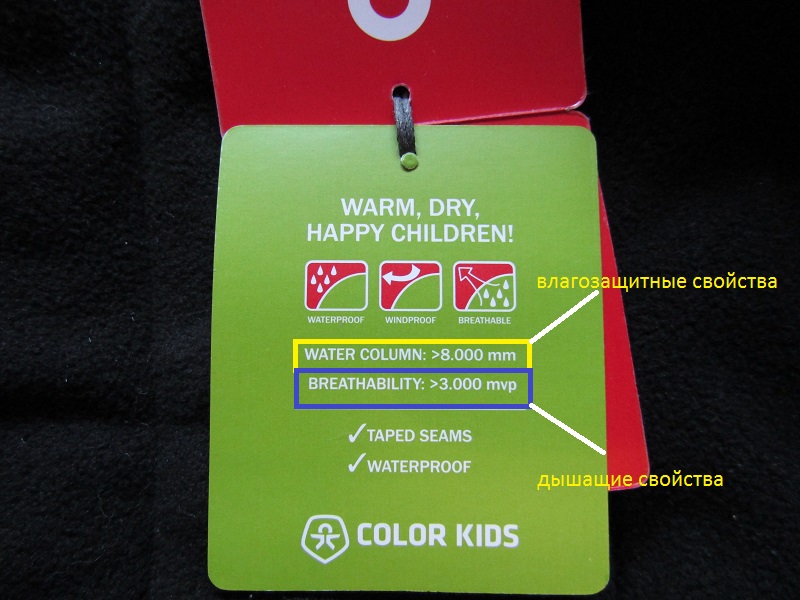 WARM, DRY,
HAPPY CHILDREN!
WATERPROOF WINDPROOF BREATHABLE
влагозащитные свойства
WATER COLUMN: >8.000 mm
BREATHABILITY: >3.000 mvp
✓TAPED SEAMS
✓WATERPROOF
дышащие свойства
COLOR KIDS